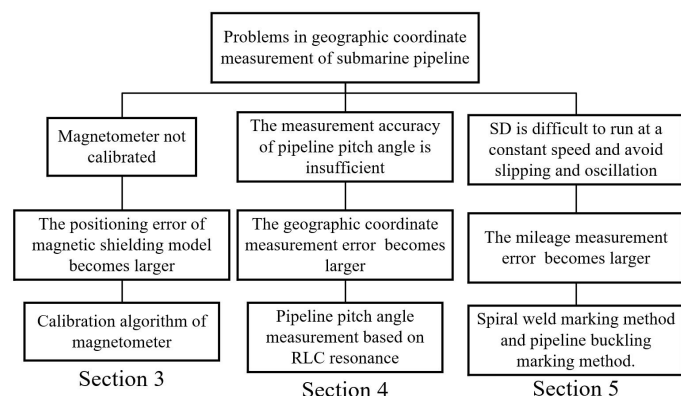 Problems in geographic coordinate
measurement of submarine pipeline
Magnetometer not
calibrated
The positioning error of
magnetic shielding model
becomes larger
Calibration algorithm of
magnetometer
Section 3
The measurement accuracy
of pipeline pitch angle is
insufficient
The geographic coordinate
measurement error becomes
larger
Pipeline pitch angle
measurement based on
RLC resonance
Section 4
SD is difficult to run at a
constant speed and avoid
slipping and oscillation
The mileage measurement
error becomes larger
Spiral weld marking method
and pipeline buckling
marking method.
Section 5